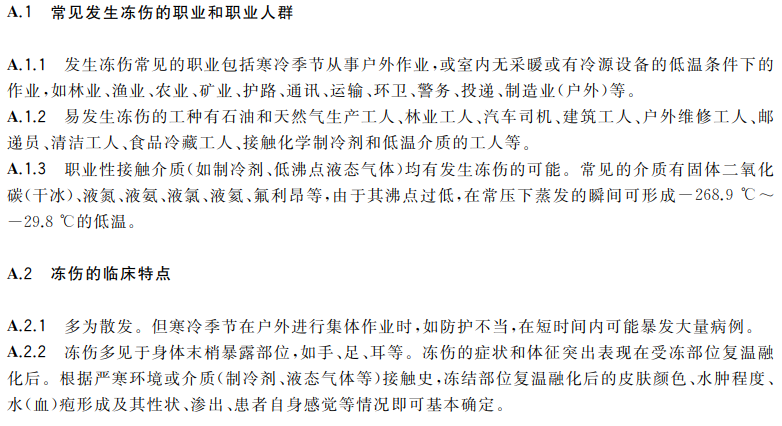 A.1 常见发生冻伤的职业和职业人群
A.1.1 发生冻伤常见的职业包括寒冷季节从事户外作业,或室内无采暖或有冷源设备的低温条件下的
作业,如林业、渔业、农业、矿业、护路、通讯、运输、环卫、警务、投递、制造业(户外)等。
A.1.2 易发生冻伤的工种有石油和天然气生产工人、林业工人、汽车司机、建筑工人、户外维修工人、邮
递员、清洁工人、食品冷藏工人、接触化学制冷剂和低温介质的工人等。
A.1.3 职业性接触介质(如制冷剂、低沸点液态气体)均有发生冻伤的可能。常见的介质有固体二氧化
碳(干冰)、液氮、液氨、液氯、液氦、氟利昂等,由于其沸点过低,在常压下蒸发的瞬间可形成-268.9 ℃~
-29.8 ℃的低温。
A.2 冻伤的临床特点
A.2.1 多为散发。但寒冷季节在户外进行集体作业时,如防护不当,在短时间内可能暴发大量病例。
A.2.2 冻伤多见于身体末梢暴露部位,如手、足、耳等。冻伤的症状和体征突出表现在受冻部位复温融
化后。根据严寒环境或介质(制冷剂、液态气体等)接触史,冻结部位复温融化后的皮肤颜色、水肿程度、
水(血)疱形成及其性状、渗出、患者自身感觉等情况即可基本确定。